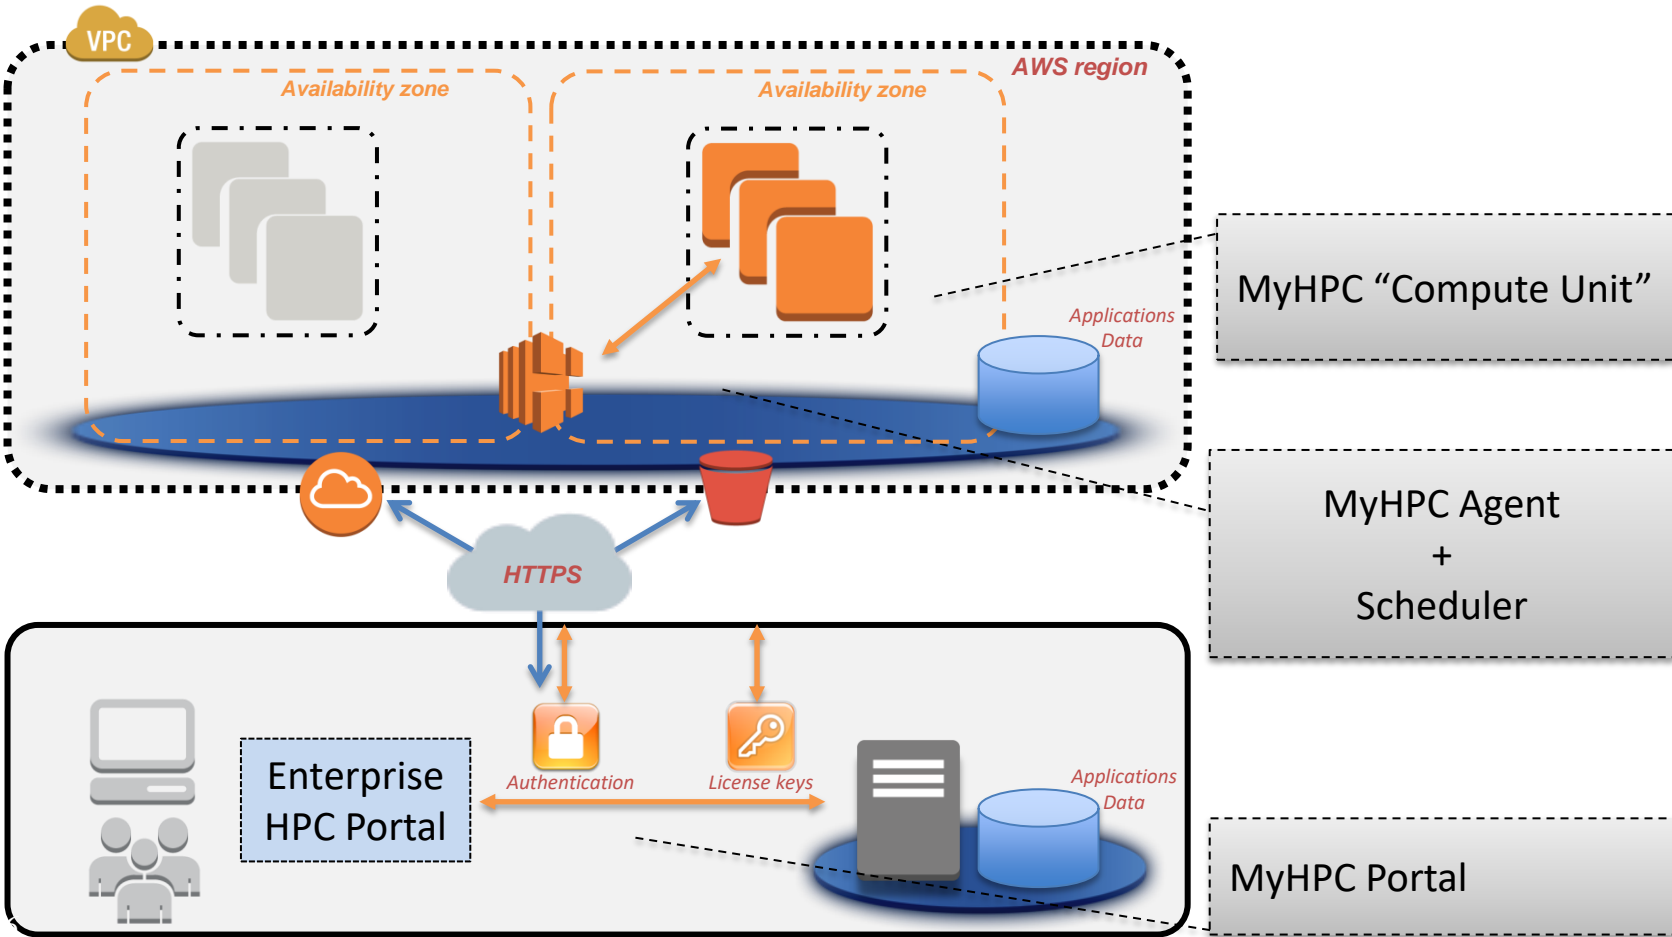 VPC
AWS region
Availability zone
Availability zone
Applications
Data
MyHPC “Compute Unit”
MyHPC Agent
+
Scheduler
HTTPS
Authentication
License keys
Enterprise
HPC Portal
Applications
Data
MyHPC Portal